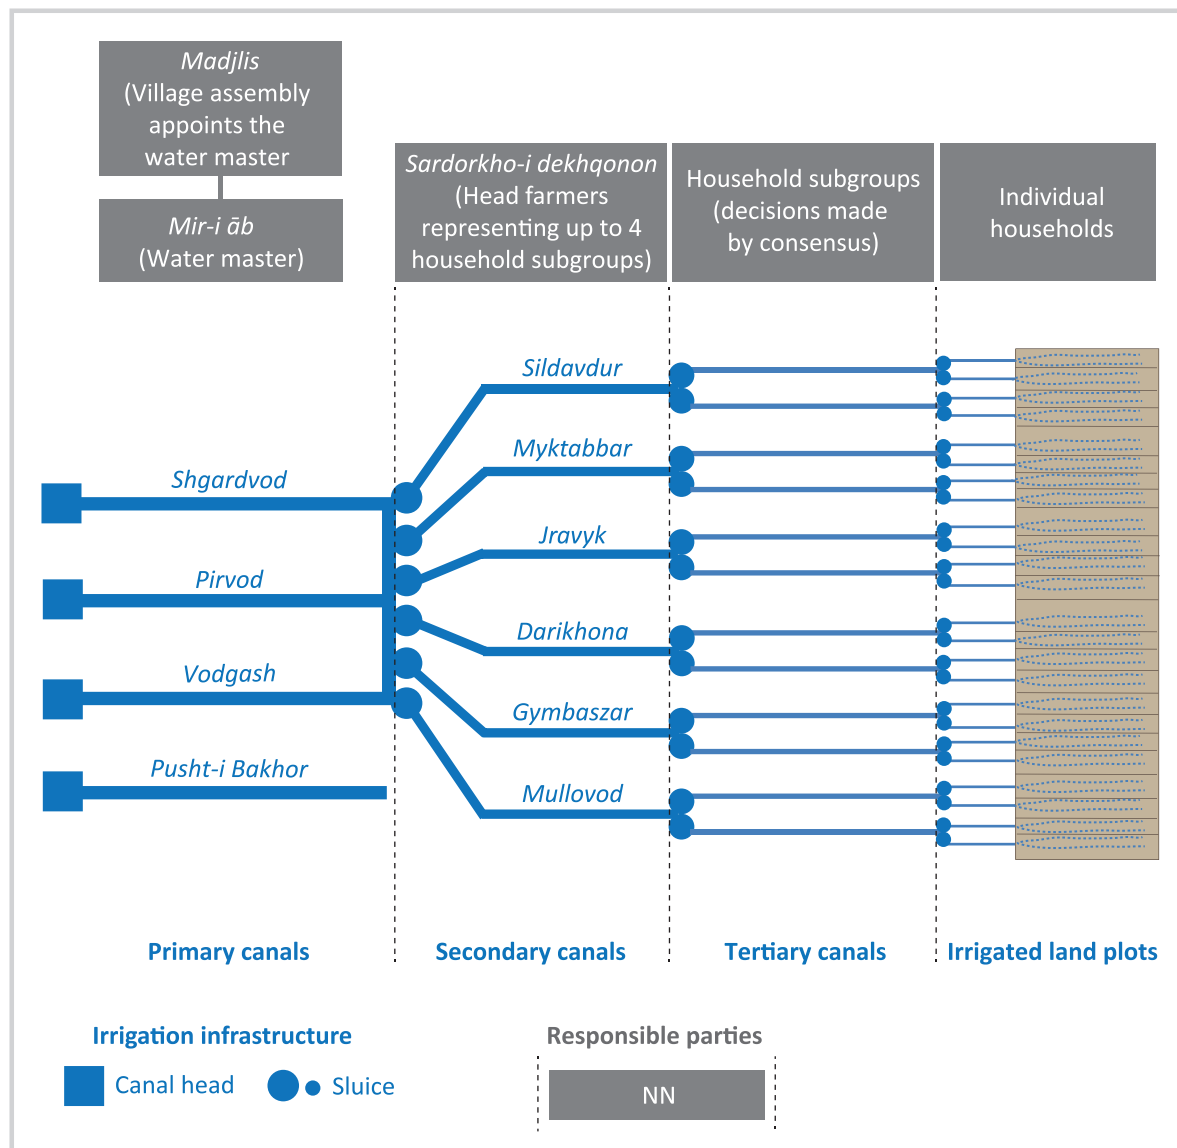 Madjlis
(Village assembly
appoints the
water master
Mir-i āb
(Water master)
Sardorkho-i dekhqonon
(Head farmers
representing up to 4
household subgroups)
Household subgroups
(decisions made
by consensus)
Individual
households
Shgardvod
Pirvod
Vodgash
Pusht-i Bakhor
Sildavdur
Myktabbar
Jravyk
Darikhona
Gymbaszar
Mullovod
Primary canals
Secondary canals
Tertiary canals
Irrigated land plots
Irrigation infrastructure
Canal head
Sluice
Responsible parties
NN